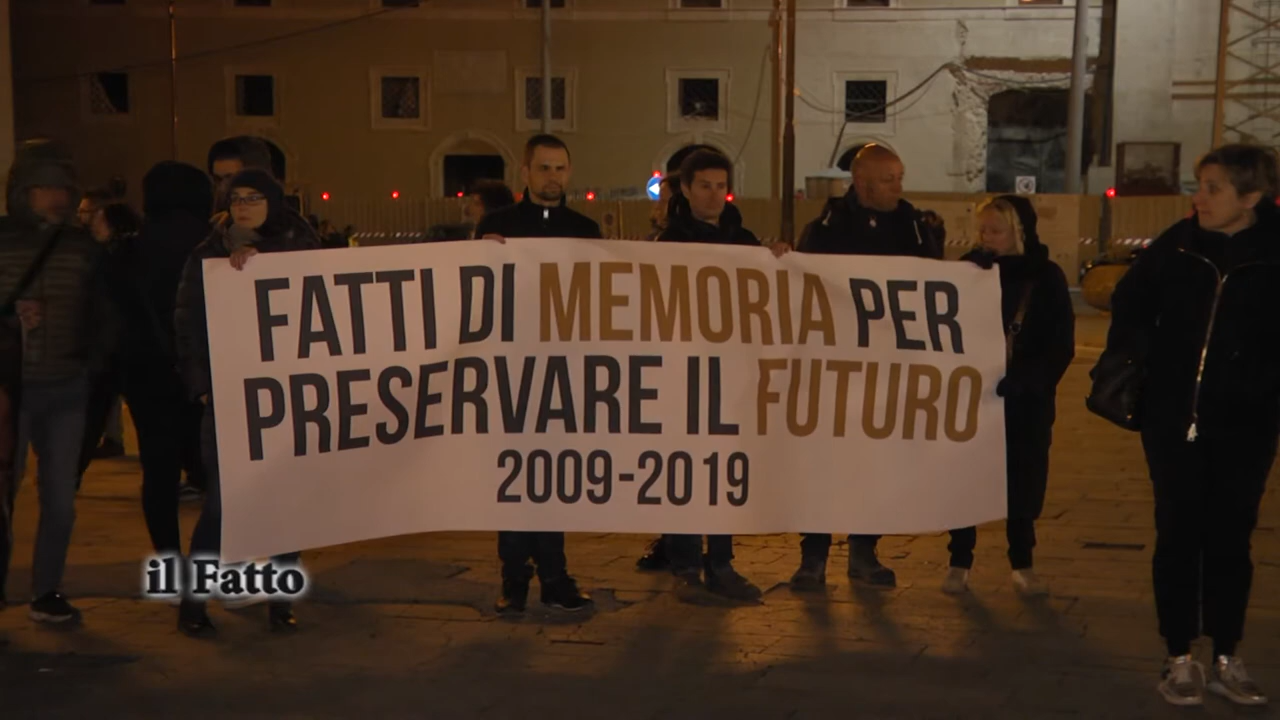 FATTI DI MEMORIA PER
PRESERVARE IL FUTURO
2009-2019
il Fatto